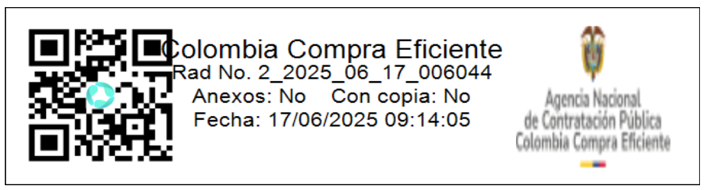 Colombia Compra Eficiente
Rad No. 2_2025_06_17_006044
Anexos: No Con copia: No
Fecha: 17/06/2025 09:14:05
Agencia Nacional
de Contratación Pública
Colombia Compra Eficiente